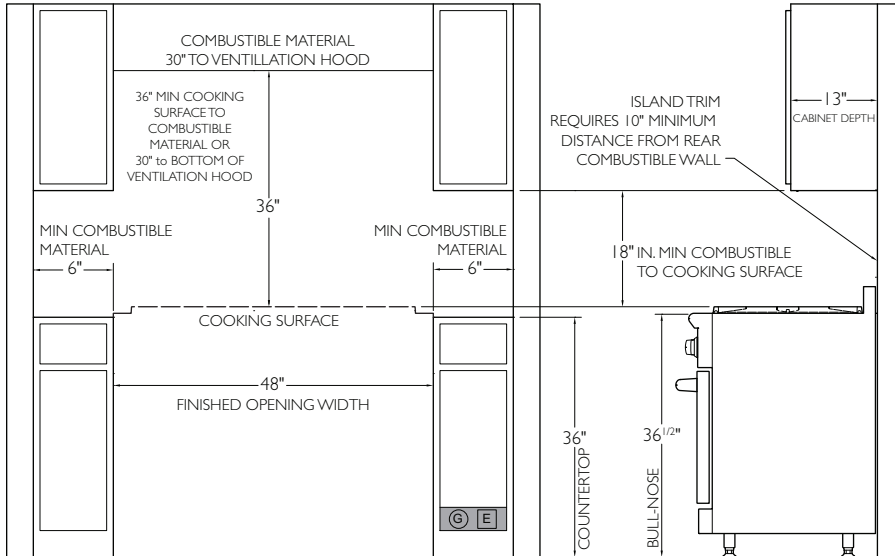 COMBUSTIBLE MATERIAL
30" TO VENTILLATION HOOD
36" MIN COOKING
SURFACE TO
COMBUSTIBLE
MATERIAL OR
30" to BOTTOM OF
VENTILATION HOOD
36"
MIN COMBUSTIBLE
MATERIAL
6"
MIN COMBUSTIBLE
MATERIAL
6"
COOKING SURFACE
48"
FINISHED OPENING WIDTH
G E
ISLAND TRIM
REQUIRES 10" MINIMUM
DISTANCE FROM REAR
COMBUSTIBLE WALL
13"
CABINET DEPTH
18" IN. MIN COMBUSTIBLE
TO COOKING SURFACE
36"
COUNTERTOP
36 1/2"
BULL-NOSE